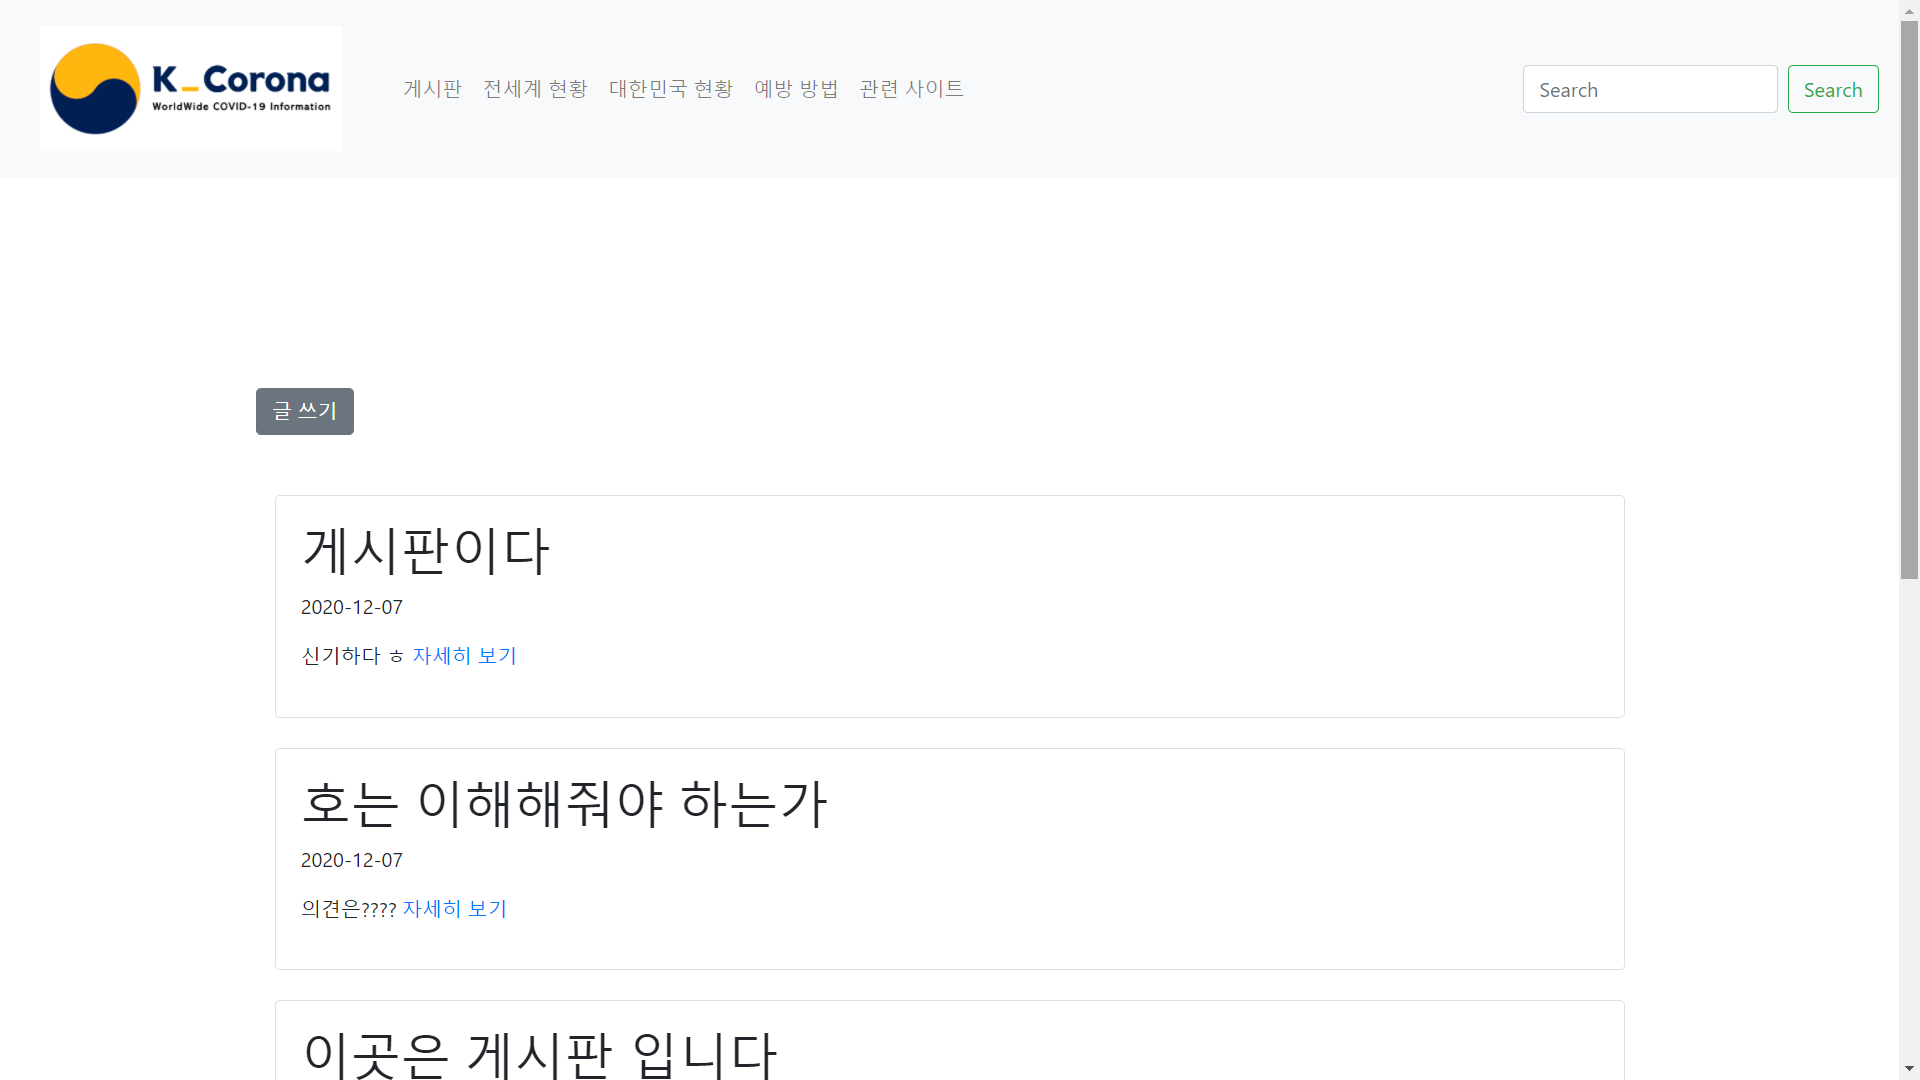 K_Corona
WorldWide COVID-19 Information
게시판 전세계 현황 대한민국 현황 예방 방법 관련 사이트
Search Search
글 쓰기
게시판이다
2020-12-07
신기하다 ㅎ 자세히 보기
호는 이해해줘야 하는가
2020-12-07
의견은???? 자세히 보기
이곳은 게시판 입니다